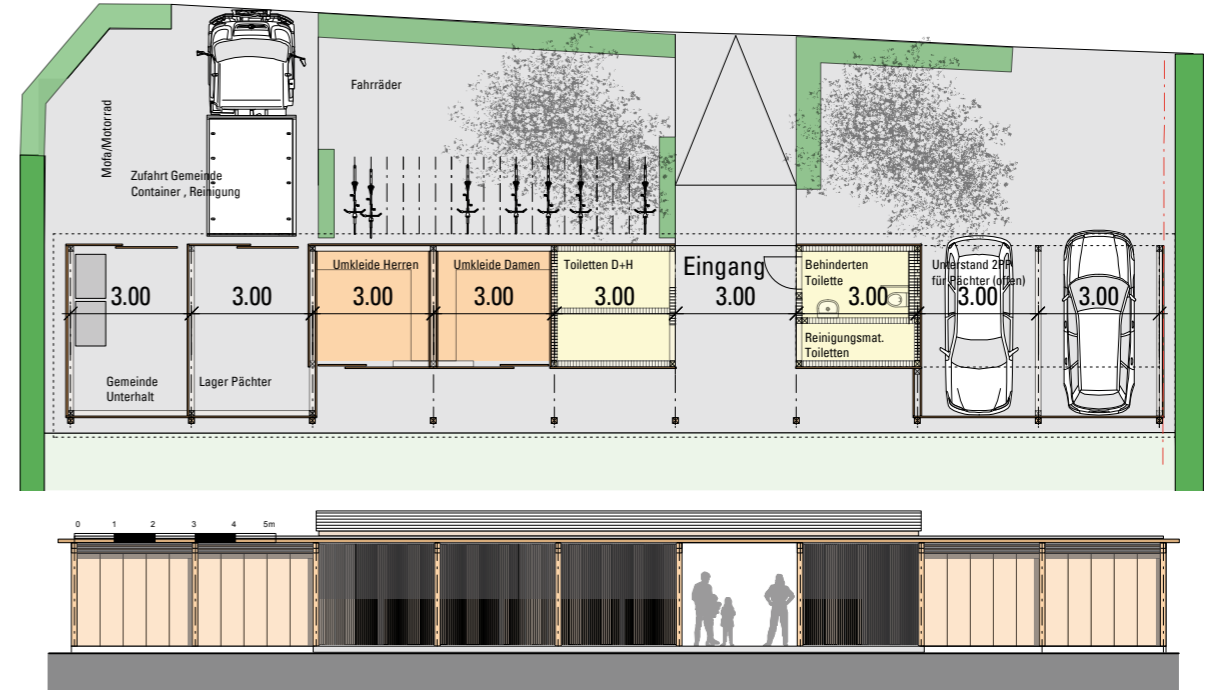 Fahrräder
Mofa/Motorrad
Zufahrt Gemeinde
Container , Reinigung
Umkleide Herren
Umkleide Damen
Toiletten D+H
Eingang
Behinderten
Toilette
Unterstand 2PP
für Pächter (offen)
3.00 3.00 3.00 3.00 3.00 3.00 3.00 3.00 3.00
Reinigungsmat.
Toiletten
Gemeinde
Unterhalt
Lager Pächter
0 1 2 3 4 5m